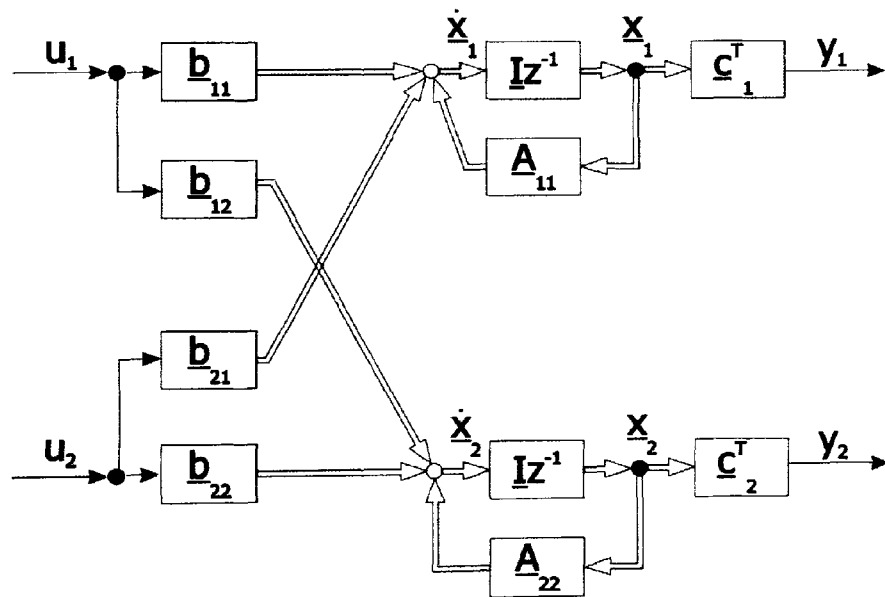 u₁ b₁₁ ẋ₁ Iz⁻¹ x₁ cᵀ₁ y₁
b₁₂ A₁₁
b₂₁
u₂ b₂₂ ẋ₂ Iz⁻¹ x₂ cᵀ₂ y₂
A₂₂